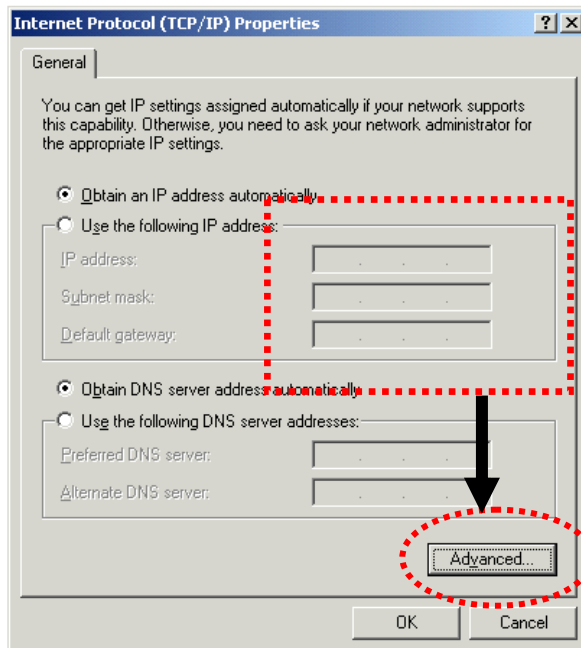 Internet Protocol (TCP/IP) Properties
General
You can get IP settings assigned automatically if your network supports
this capability. Otherwise, you need to ask your network administrator for
the appropriate IP settings.
Obtain an IP address automatically
Use the following IP address:
IP address:
Subnet mask:
Default gateway:
Obtain DNS server address automatically
Use the following DNS server addresses:
Preferred DNS server:
Alternate DNS server:
Advanced...
OK Cancel